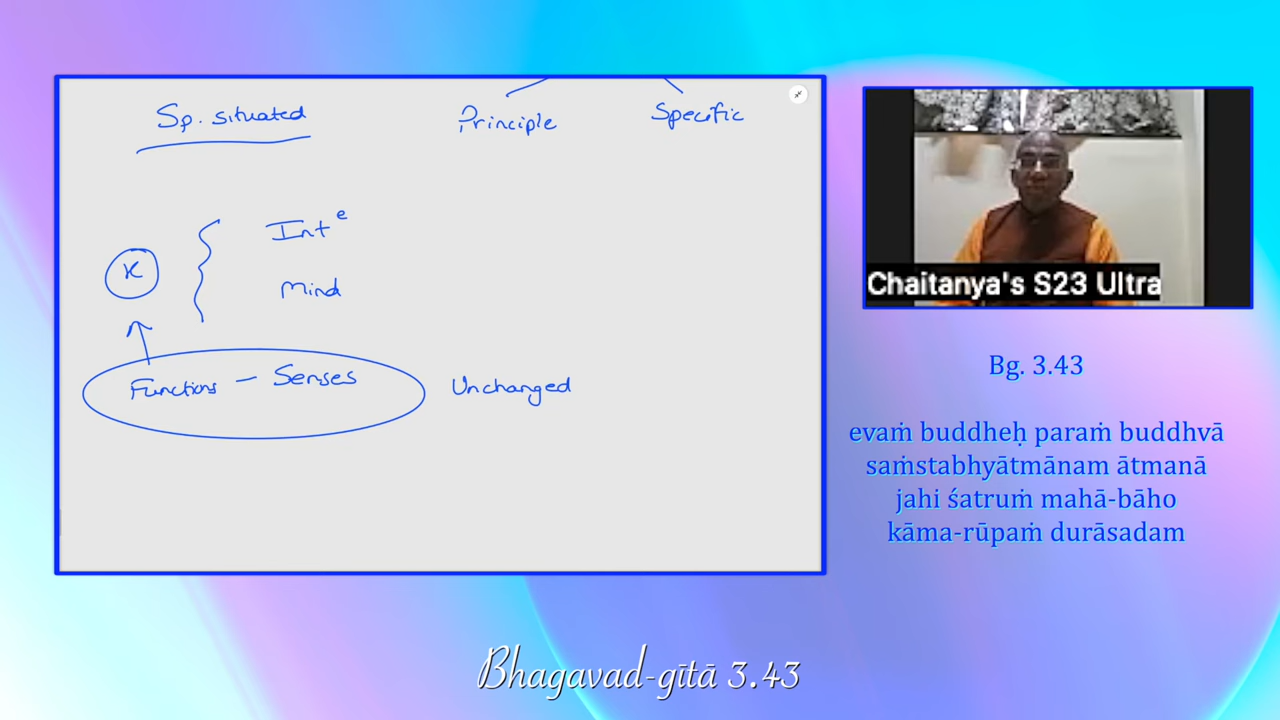 Sp. situated
Principle
Specific
Int e
K
Mind
Functions — Senses
Unchanged
Chaitanya's S23 Ultra
Bg. 3.43
evaṁ buddheḥ paraṁ buddhvā
saṁstabhyātmānam ātmanā
jahi śatruṁ mahā-bāho
kāma-rūpaṁ durāsadam
Bhagavad-gītā 3.43